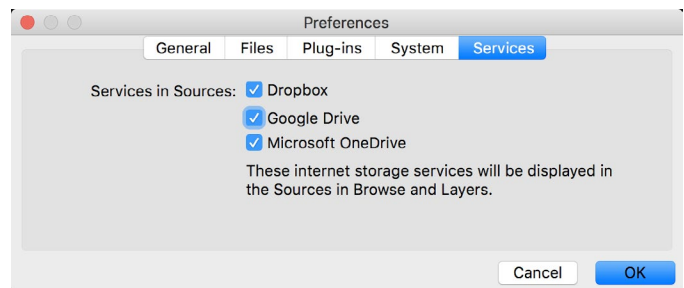 Preferences
General Files Plug-ins System Services
Services in Sources: Dropbox
Google Drive
Microsoft OneDrive
These internet storage services will be displayed in
the Sources in Browse and Layers.
Cancel OK